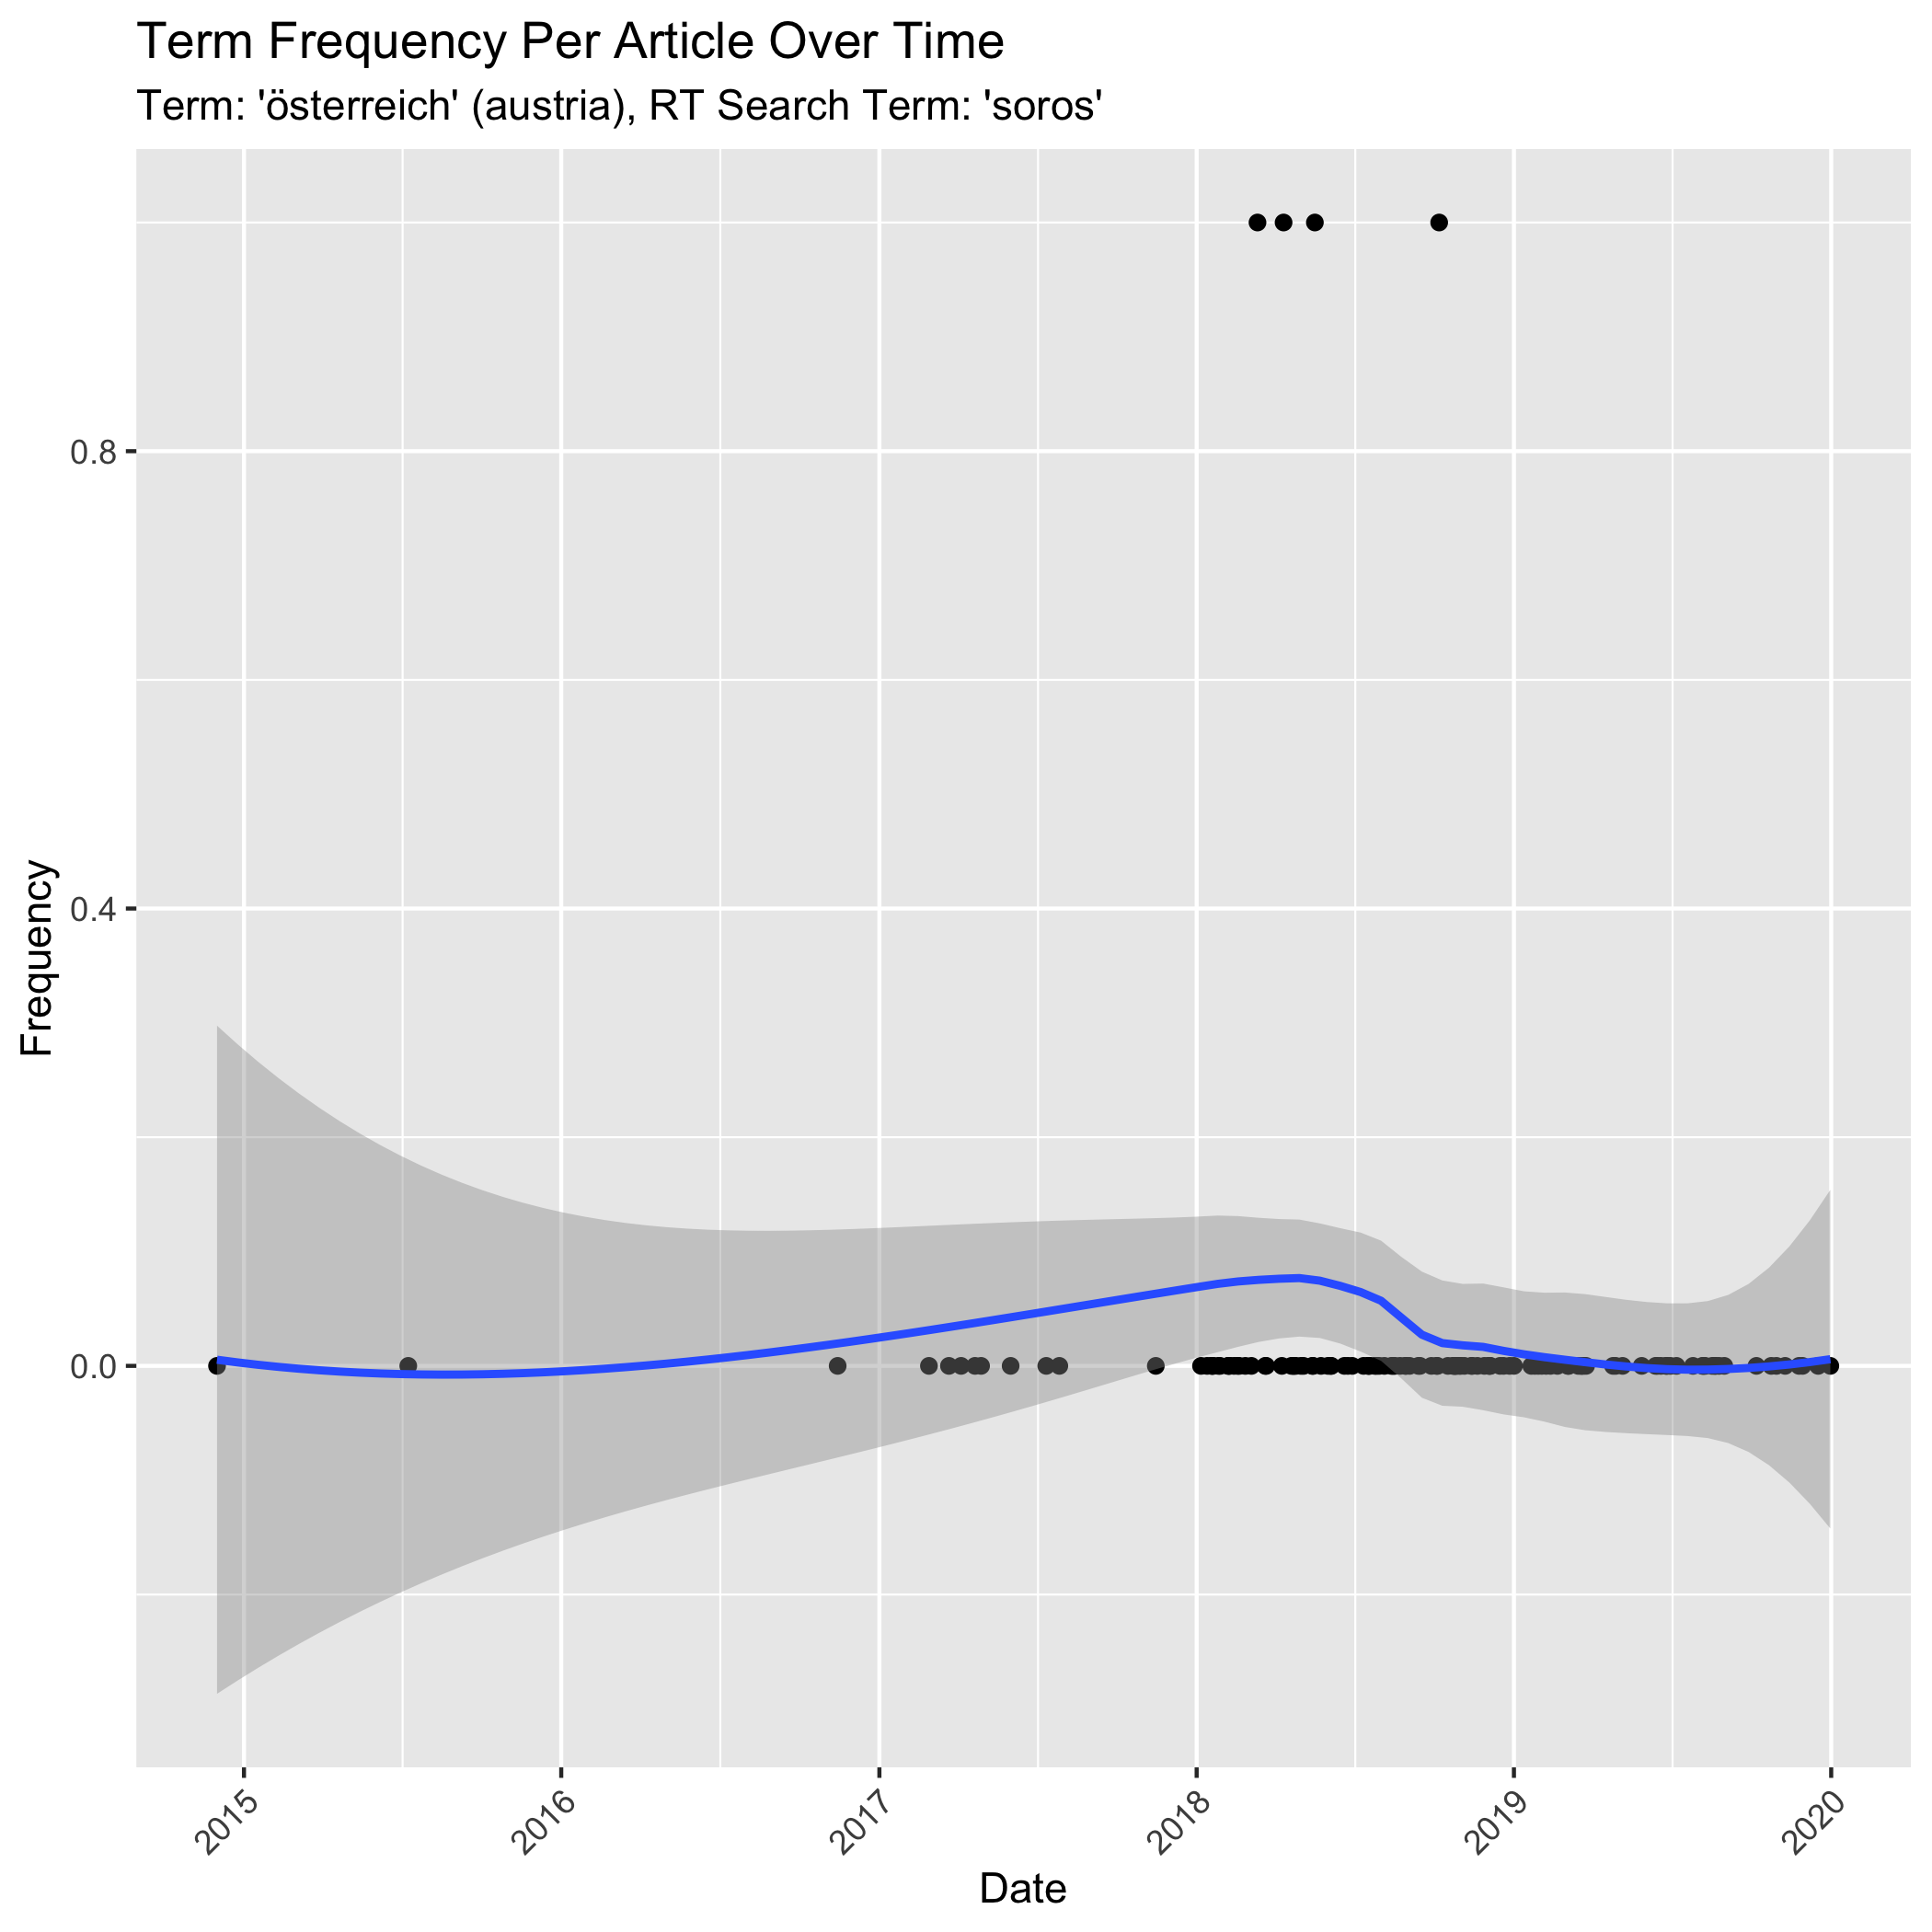 Term Frequency Per Article Over Time
Term: 'österreich' (austria), RT Search Term: 'soros'
Frequency
0.8
0.4
0.0
2015
2016
2017
2018
2019
2020
Date